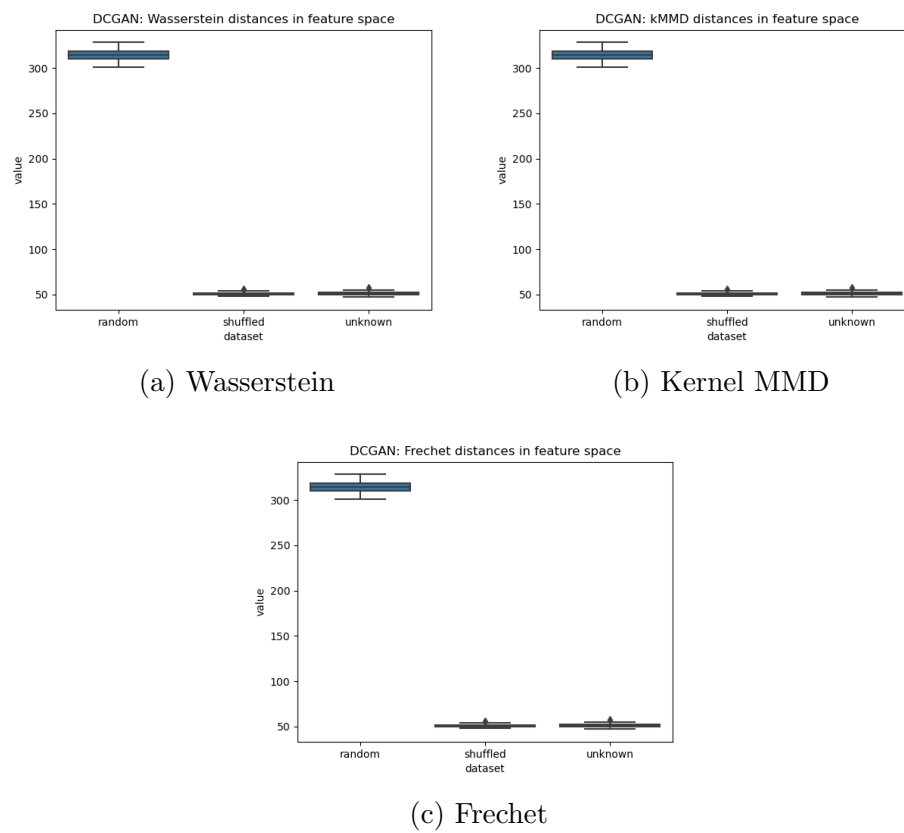 DCGAN: Wasserstein distances in feature space
value
300
250
200
150
100
50
random
shuffled
unknown
dataset
(a) Wasserstein
DCGAN: kMMD distances in feature space
value
300
250
200
150
100
50
random
shuffled
unknown
dataset
(b) Kernel MMD
DCGAN: Frechet distances in feature space
value
300
250
200
150
100
50
random
shuffled
unknown
dataset
(c) Frechet